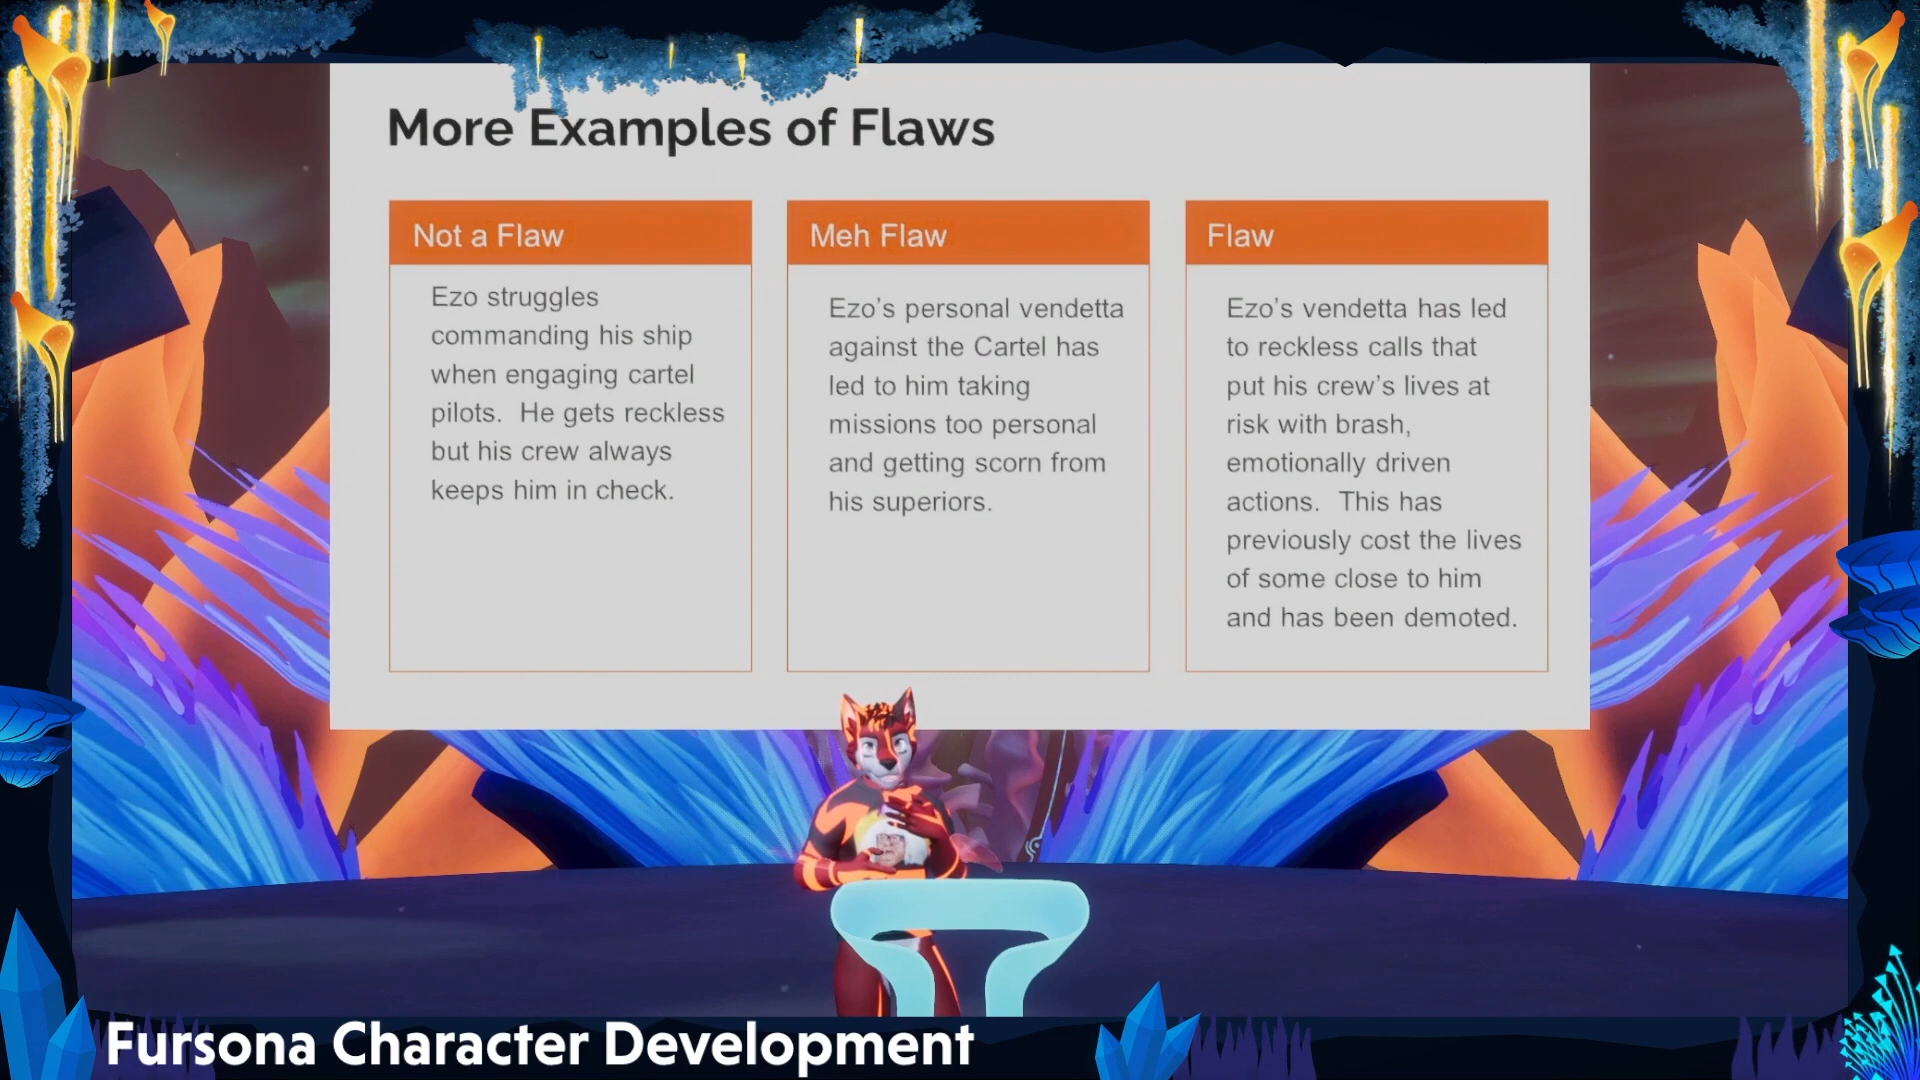 More Examples of Flaws
Not a Flaw
Ezo struggles
commanding his ship
when engaging cartel
pilots.  He gets reckless
but his crew always
keeps him in check.
Meh Flaw
Ezo’s personal vendetta
against the Cartel has
led to him taking
missions too personal
and getting scorn from
his superiors.
Flaw
Ezo’s vendetta has led
to reckless calls that
put his crew’s lives at
risk with brash,
emotionally driven
actions.  This has
previously cost the lives
of some close to him
and has been demoted.
Fursona Character Development